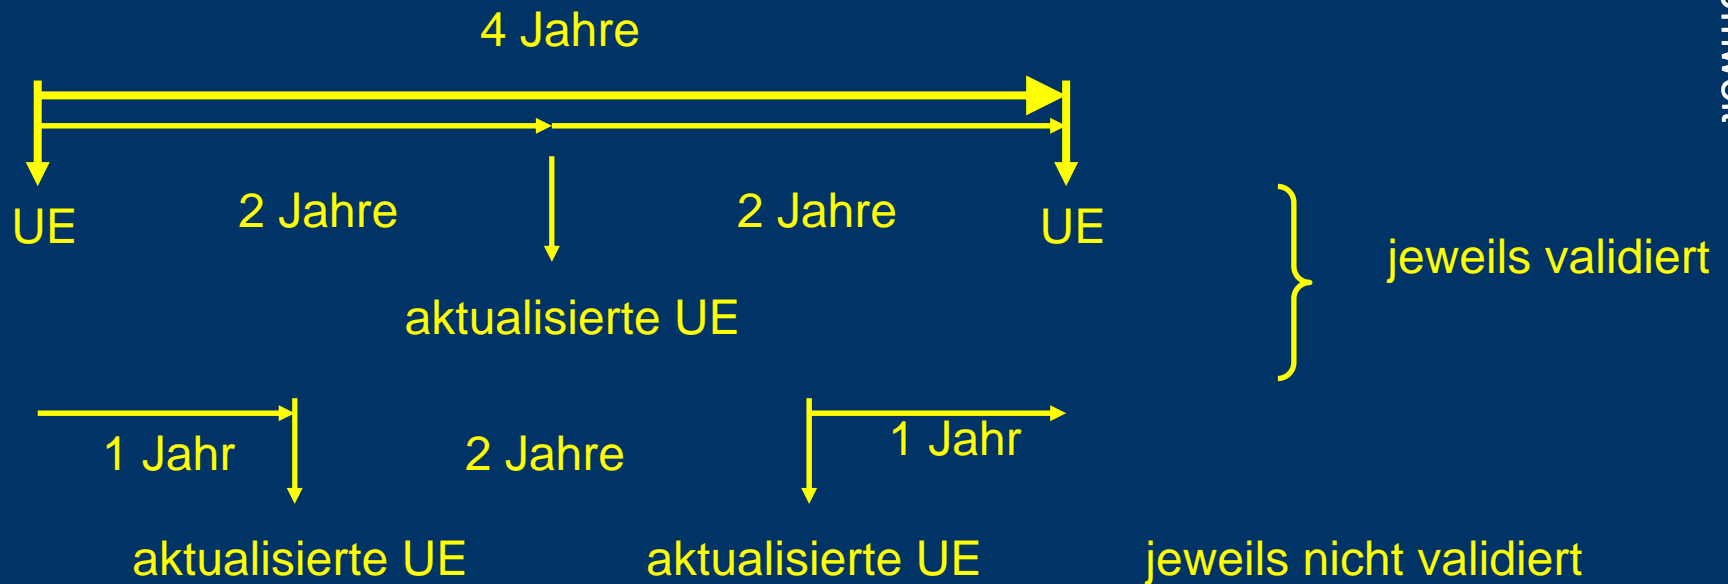 4 Jahre
2 Jahre 2 Jahre
UE UE
jeweils validiert
aktualisierte UE
1 Jahr 2 Jahre 1 Jahr
aktualisierte UE aktualisierte UE jeweils nicht validiert